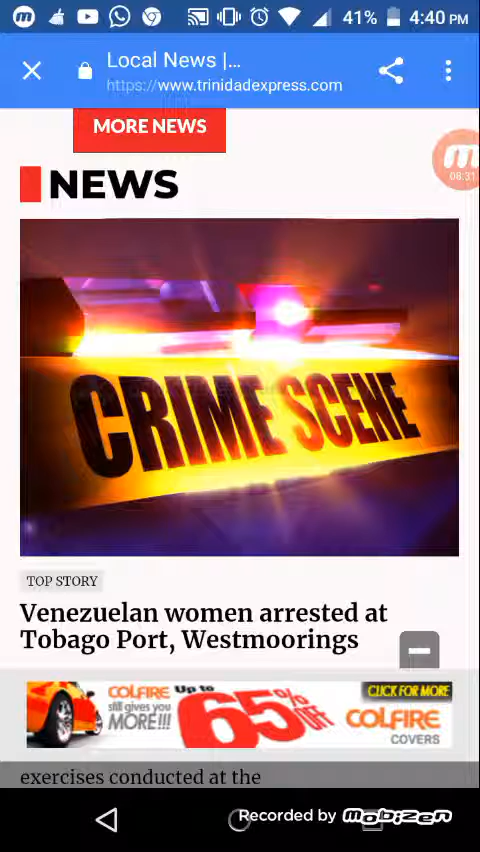 41% 4:40 PM
Local News |...
https://www.trinidadexpress.com
MORE NEWS
08:31
NEWS
CRIME SCENE
TOP STORY
Venezuelan women arrested at
Tobago Port, Westmoorings
COLFIRE
still gives you
MORE!!!
Up to
65% OFF
CLICK FOR MORE
COLFIRE
COVERS
exercises conducted at the
Recorded by Mobizen